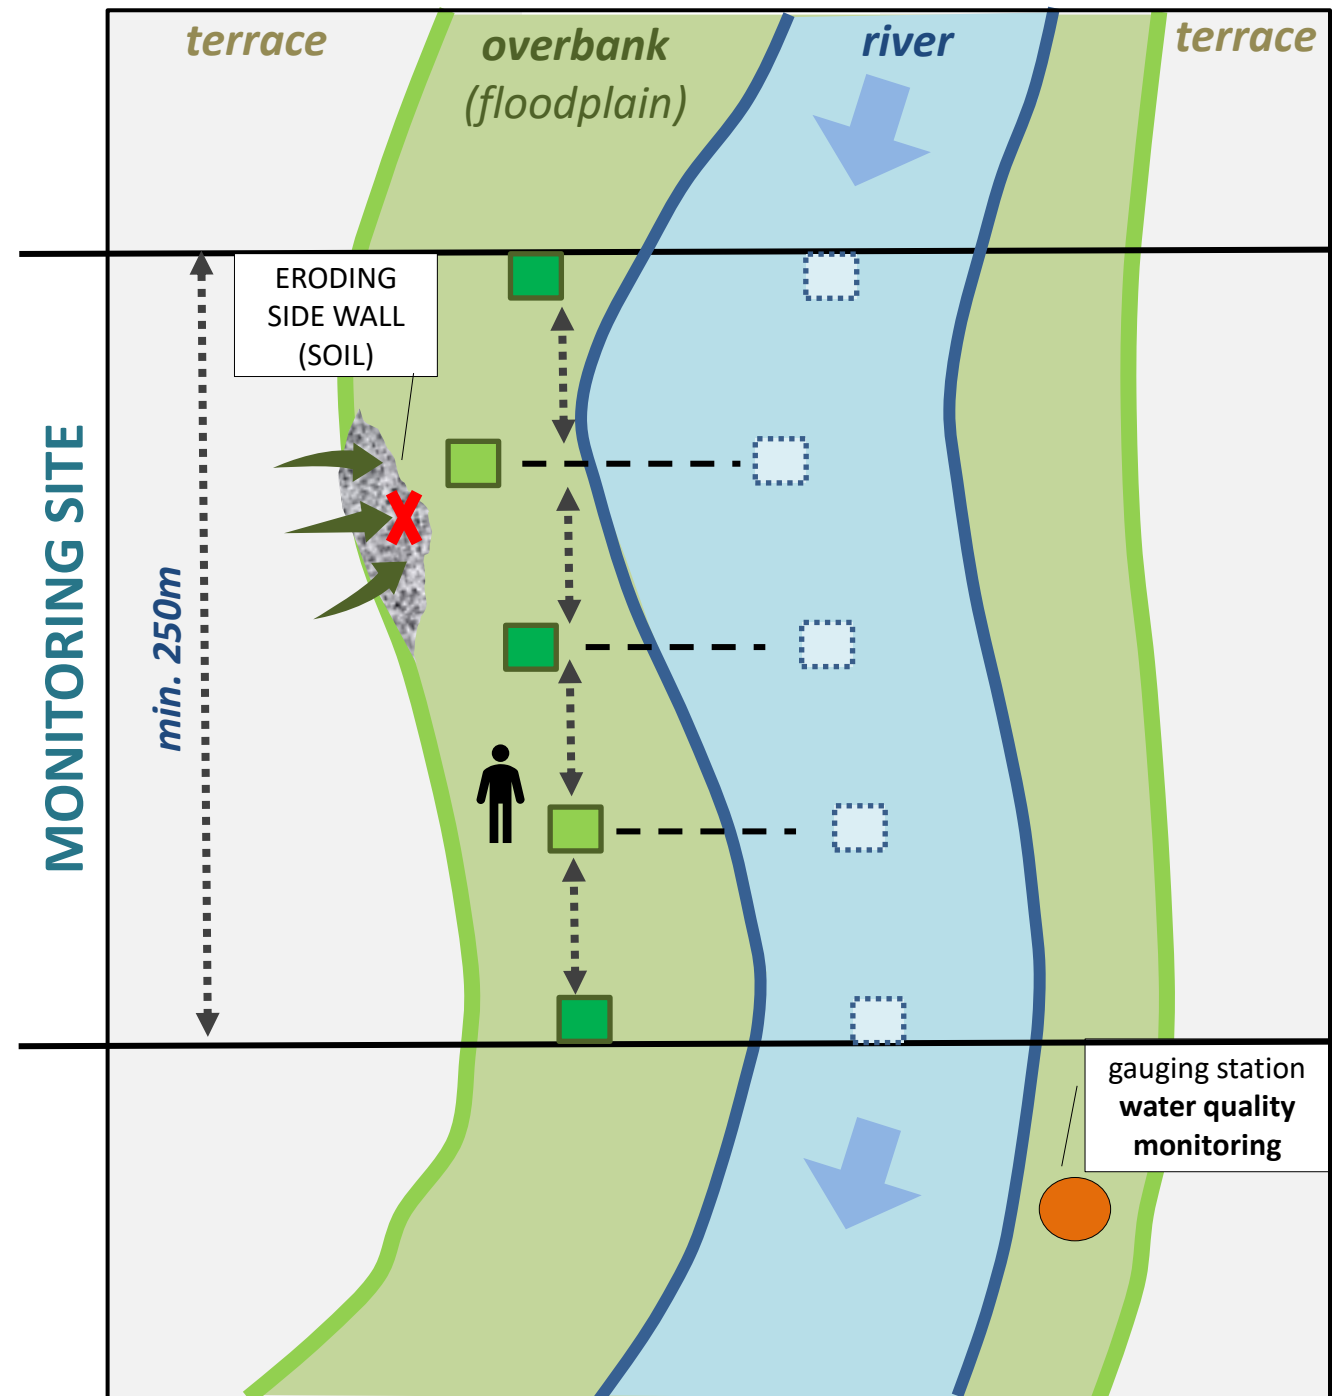 terrace
overbank
(floodplain)
river
terrace
ERODING
SIDE WALL
(SOIL)
MONITORING SITE
min. 250m
gauging station
water quality
monitoring